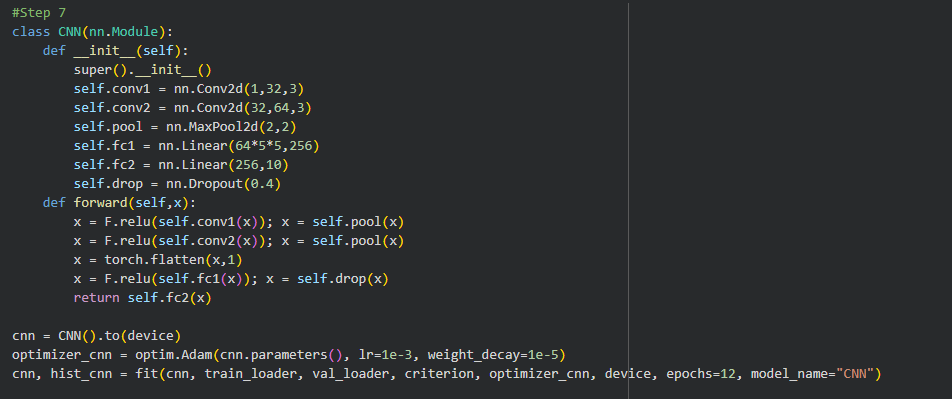 #Step 7
class CNN(nn.Module):
    def __init__(self):
        super().__init__()
        self.conv1 = nn.Conv2d(1,32,3)
        self.conv2 = nn.Conv2d(32,64,3)
        self.pool = nn.MaxPool2d(2,2)
        self.fc1 = nn.Linear(64*5*5,256)
        self.fc2 = nn.Linear(256,10)
        self.drop = nn.Dropout(0.4)
    def forward(self,x):
        x = F.relu(self.conv1(x)); x = self.pool(x)
        x = F.relu(self.conv2(x)); x = self.pool(x)
        x = torch.flatten(x,1)
        x = F.relu(self.fc1(x)); x = self.drop(x)
        return self.fc2(x)

cnn = CNN().to(device)
optimizer_cnn = optim.Adam(cnn.parameters(), lr=1e-3, weight_decay=1e-5)
cnn, hist_cnn = fit(cnn, train_loader, val_loader, criterion, optimizer_cnn, device, epochs=12, model_name="CNN")